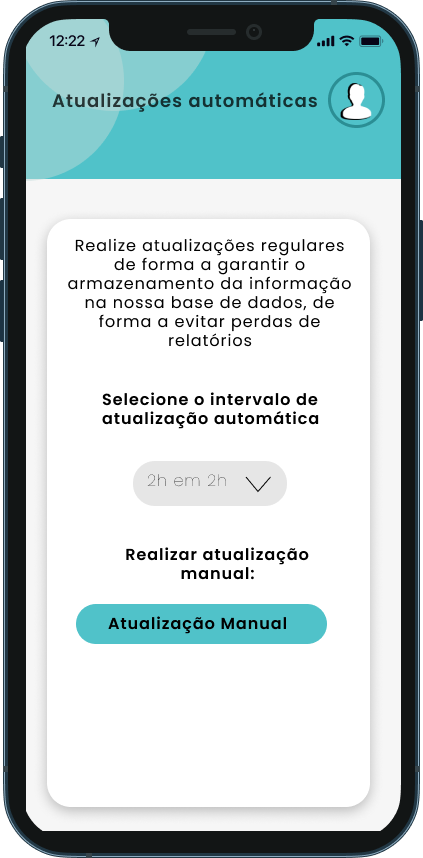 12:22
Atualizações automáticas
Realize atualizações regulares
de forma a garantir o
armazenamento da informação
na nossa base de dados, de
forma a evitar perdas de
relatórios
Selecione o intervalo de
atualização automática
2h em 2h
Realizar atualização
manual:
Atualização Manual